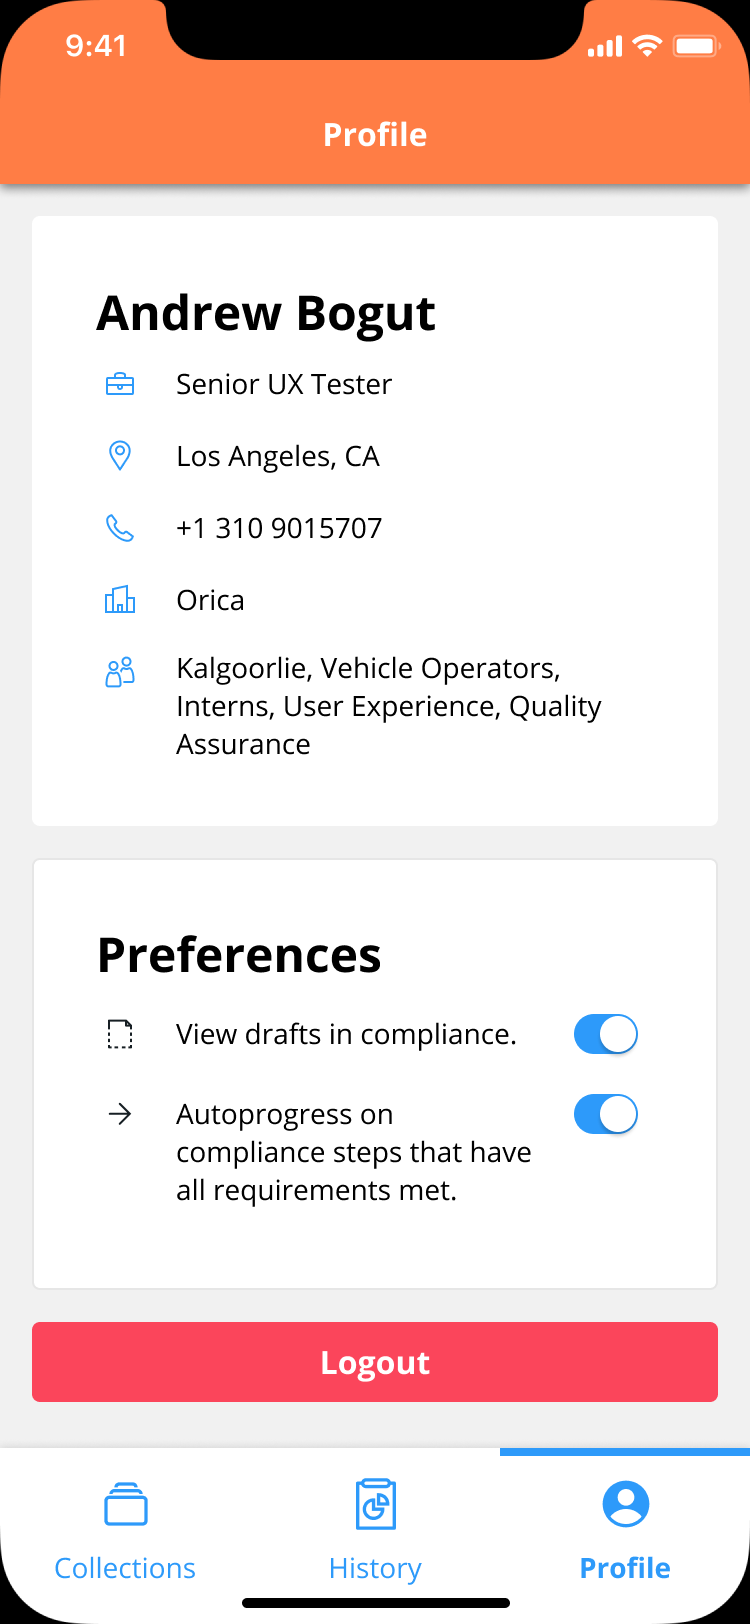 9:41
Profile
Andrew Bogut
Senior UX Tester
Los Angeles, CA
+1 310 9015707
Orica
Kalgoorlie, Vehicle Operators,
Interns, User Experience, Quality
Assurance
Preferences
View drafts in compliance.
Autoprogress on
compliance steps that have
all requirements met.
Logout
Collections
History
Profile